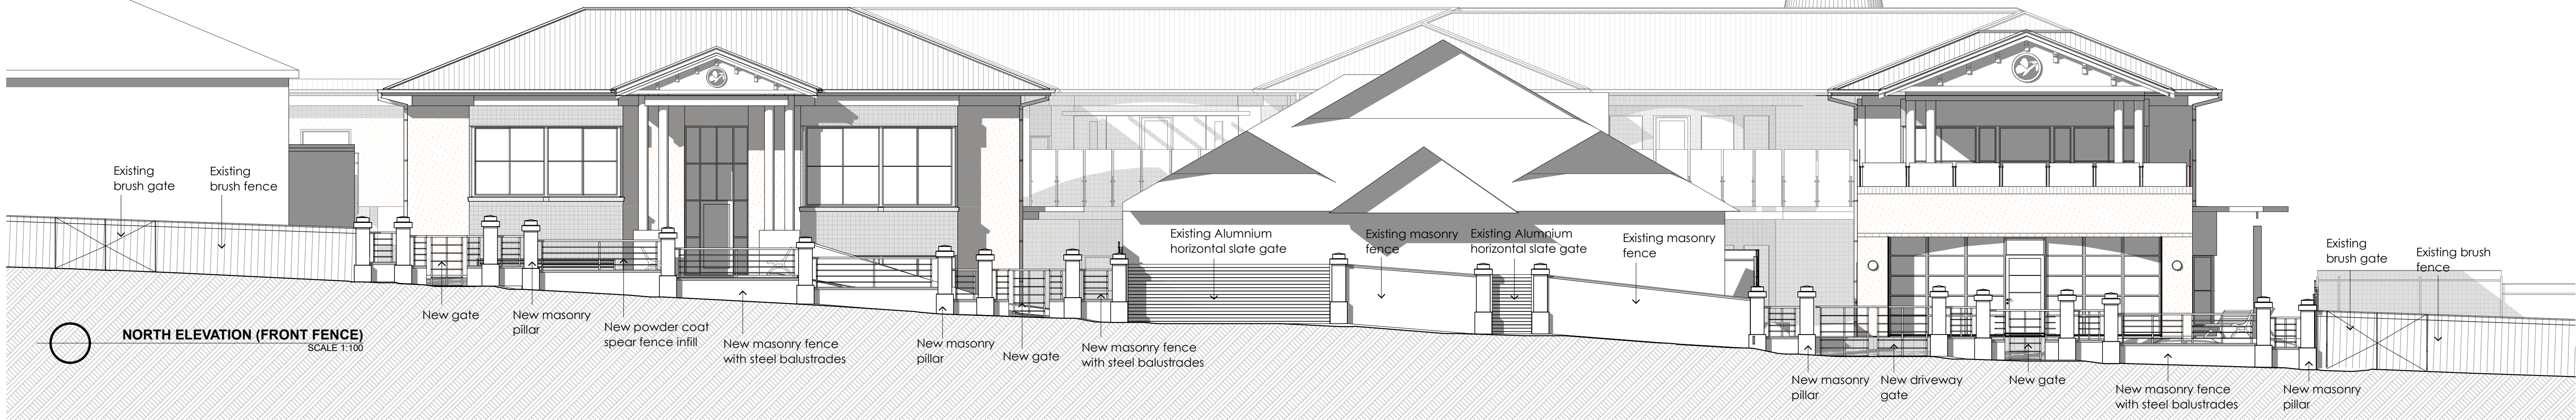 Existing
brush gate
Existing
brush fence
Existing Alumnium
horizontal slate gate
Existing masonry
fence
Existing Alumnium
horizontal slate gate
Existing masonry
fence
Existing
brush gate
Existing brush
fence
New gate
New masonry
pillar
New powder coat
spear fence infill
New masonry fence
with steel balustrades
New masonry
pillar
New gate
New masonry fence
with steel balustrades
New masonry
pillar
New driveway
gate
New gate
New masonry fence
with steel balustrades
New masonry
pillar
NORTH ELEVATION (FRONT FENCE)
SCALE 1:100